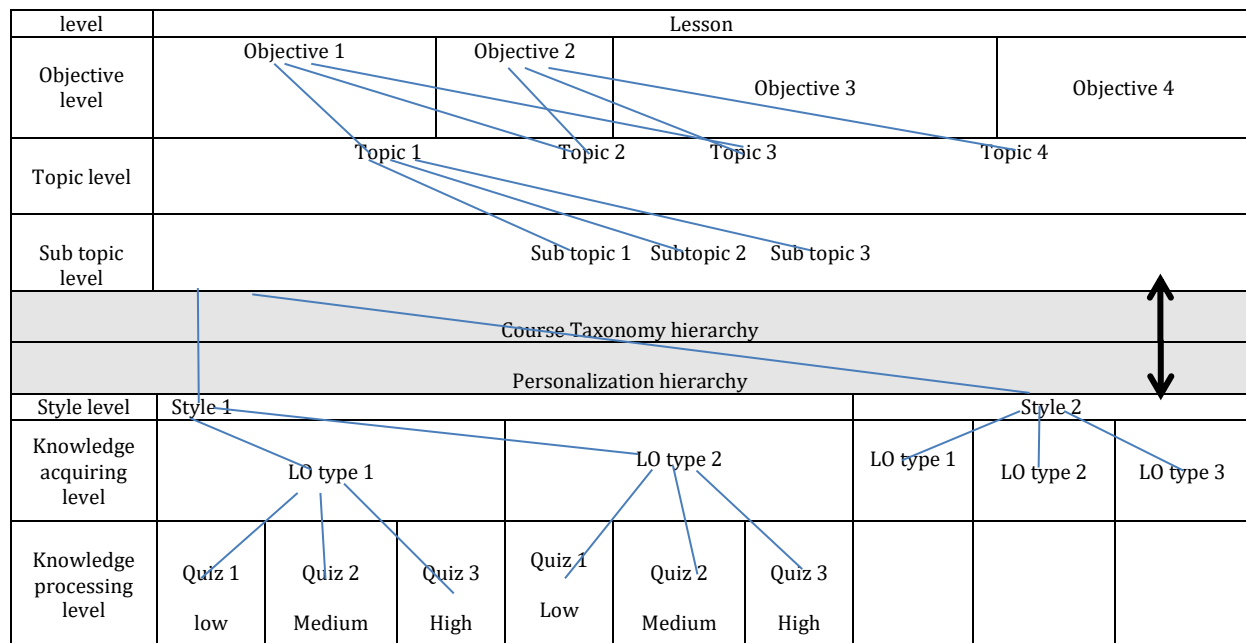 level
Lesson
Objective
level
Objective 1
Objective 2
Objective 3
Objective 4
Topic level
Topic 1
Topic 2
Topic 3
Topic 4
Sub topic
level
Sub topic 1
Subtopic 2
Sub topic 3
Course Taxonomy hierarchy
Personalization hierarchy
Style level
Style 1
Style 2
Knowledge
acquiring
level
LO type 1
LO type 2
LO type 1
LO type 2
LO type 3
Knowledge
processing
level
Quiz 1
low
Quiz 2
Medium
Quiz 3
High
Quiz 1
Low
Quiz 2
Medium
Quiz 3
High